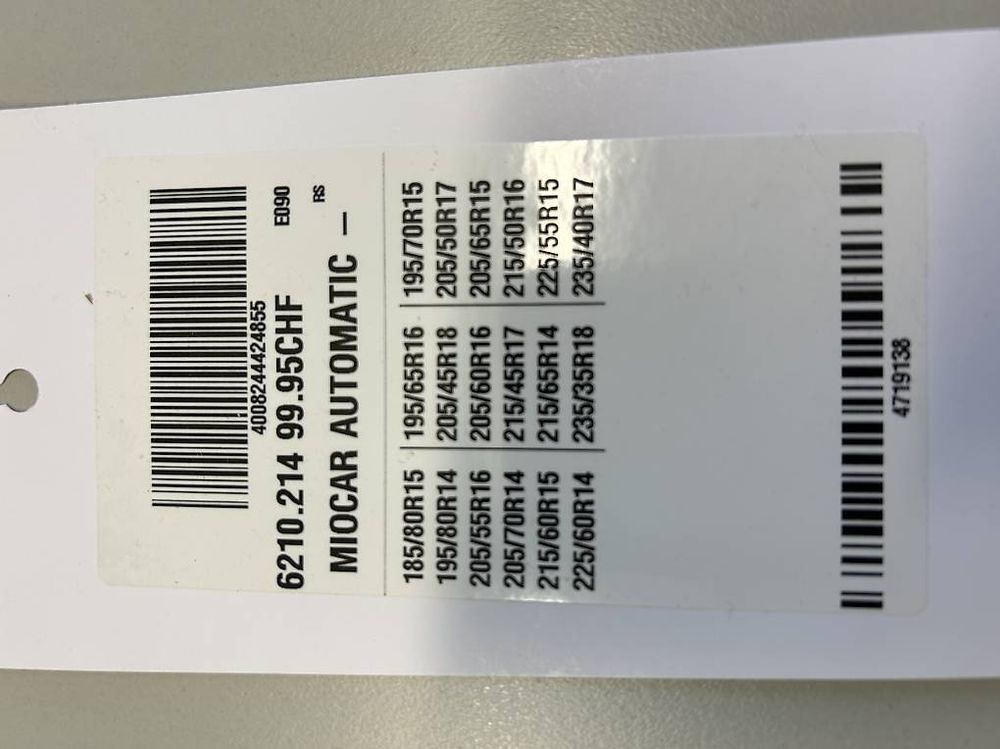 4008244424855
6210.214 99.95CHF E090
MIOCAR AUTOMATIC — RS
185/80R15 195/65R16 195/70R15
195/80R14 205/45R18 205/50R17
205/55R16 205/60R16 205/65R15
205/70R14 215/45R17 215/50R16
215/60R15 215/65R14 225/55R15
225/60R14 235/35R18 235/40R17
4719138